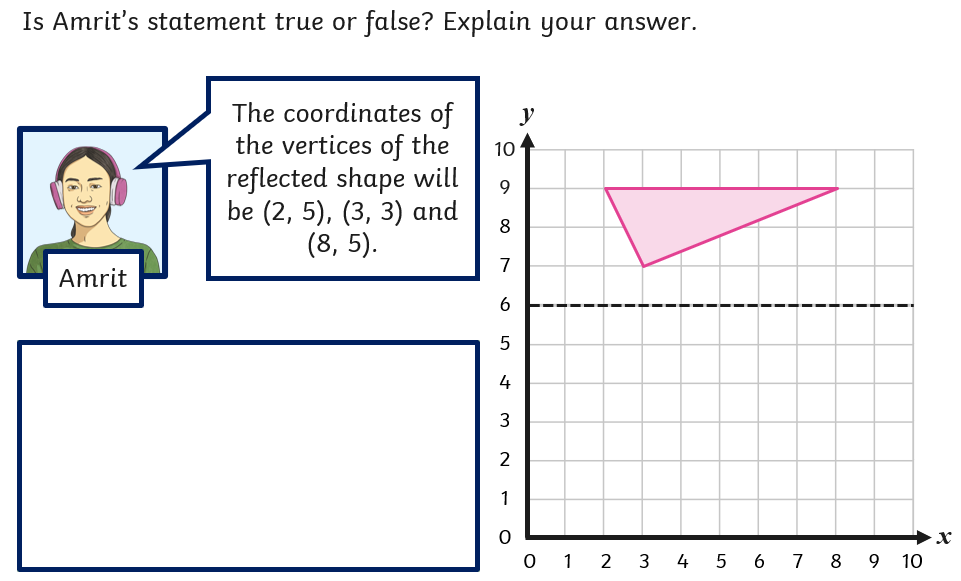 Is Amrit's statement true or false? Explain your answer.
The coordinates of
the vertices of the
reflected shape will
be (2, 5), (3, 3) and
(8, 5).
Amrit
y
10
9
8
7
6
5
4
3
2
1
0
0 1 2 3 4 5 6 7 8 9 10
x